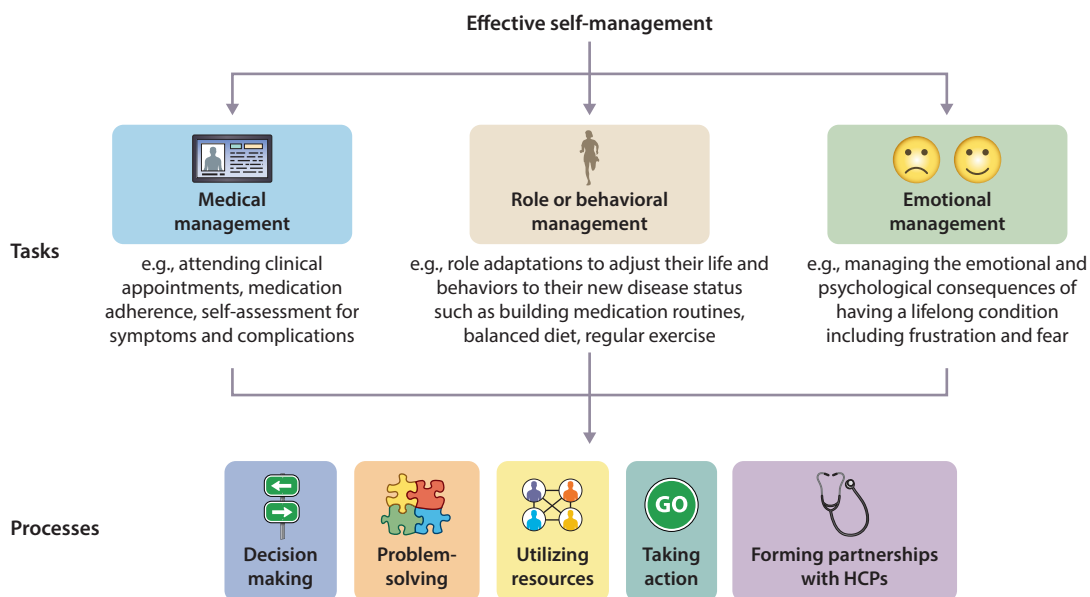 Effective self-management
Medical
management
Role or behavioral
management
Emotional
management
Tasks
e.g., attending clinical
appointments, medication
adherence, self-assessment for
symptoms and complications
e.g., role adaptations to adjust their life and
behaviors to their new disease status
such as building medication routines,
balanced diet, regular exercise
e.g., managing the emotional and
psychological consequences of
having a lifelong condition
including frustration and fear
Processes
Decision
making
Problem-
solving
Utilizing
resources
GO
Taking
action
Forming partnerships
with HCPs